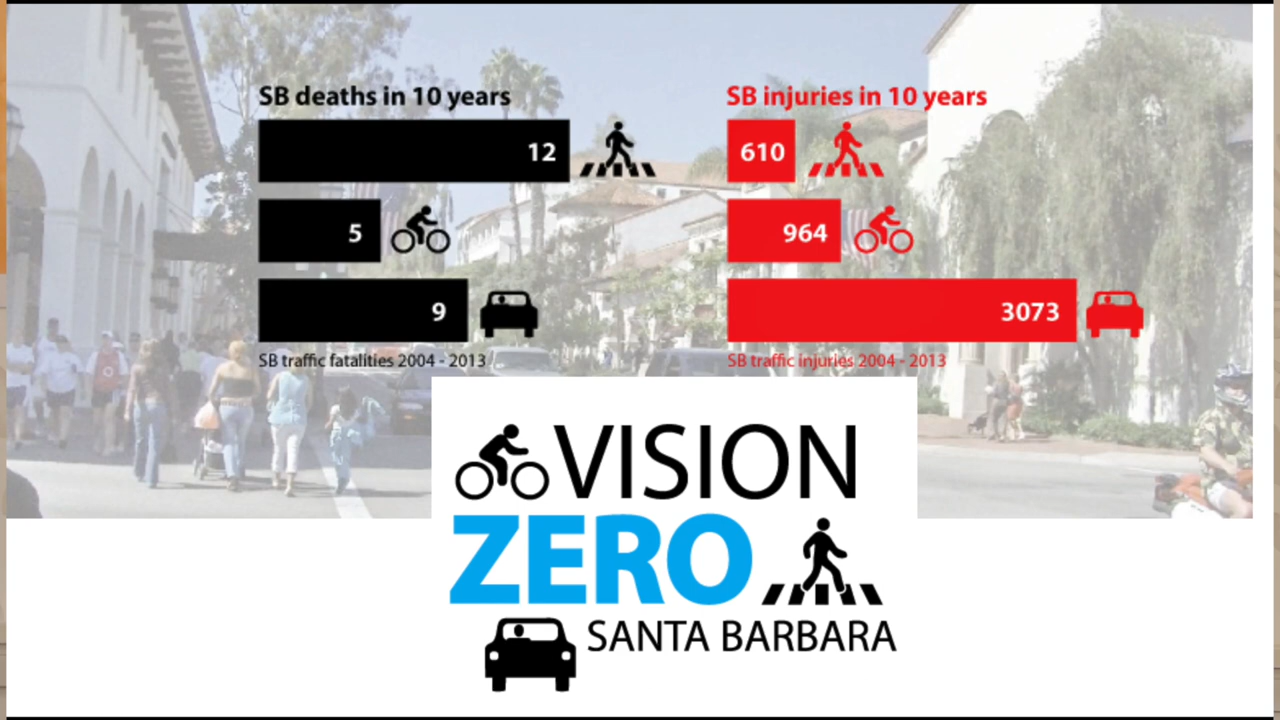 SB deaths in 10 years
12
5
9
SB traffic fatalities 2004 - 2013
SB injuries in 10 years
610
964
3073
SB traffic injuries 2004 - 2013
VISION
ZERO
SANTA BARBARA